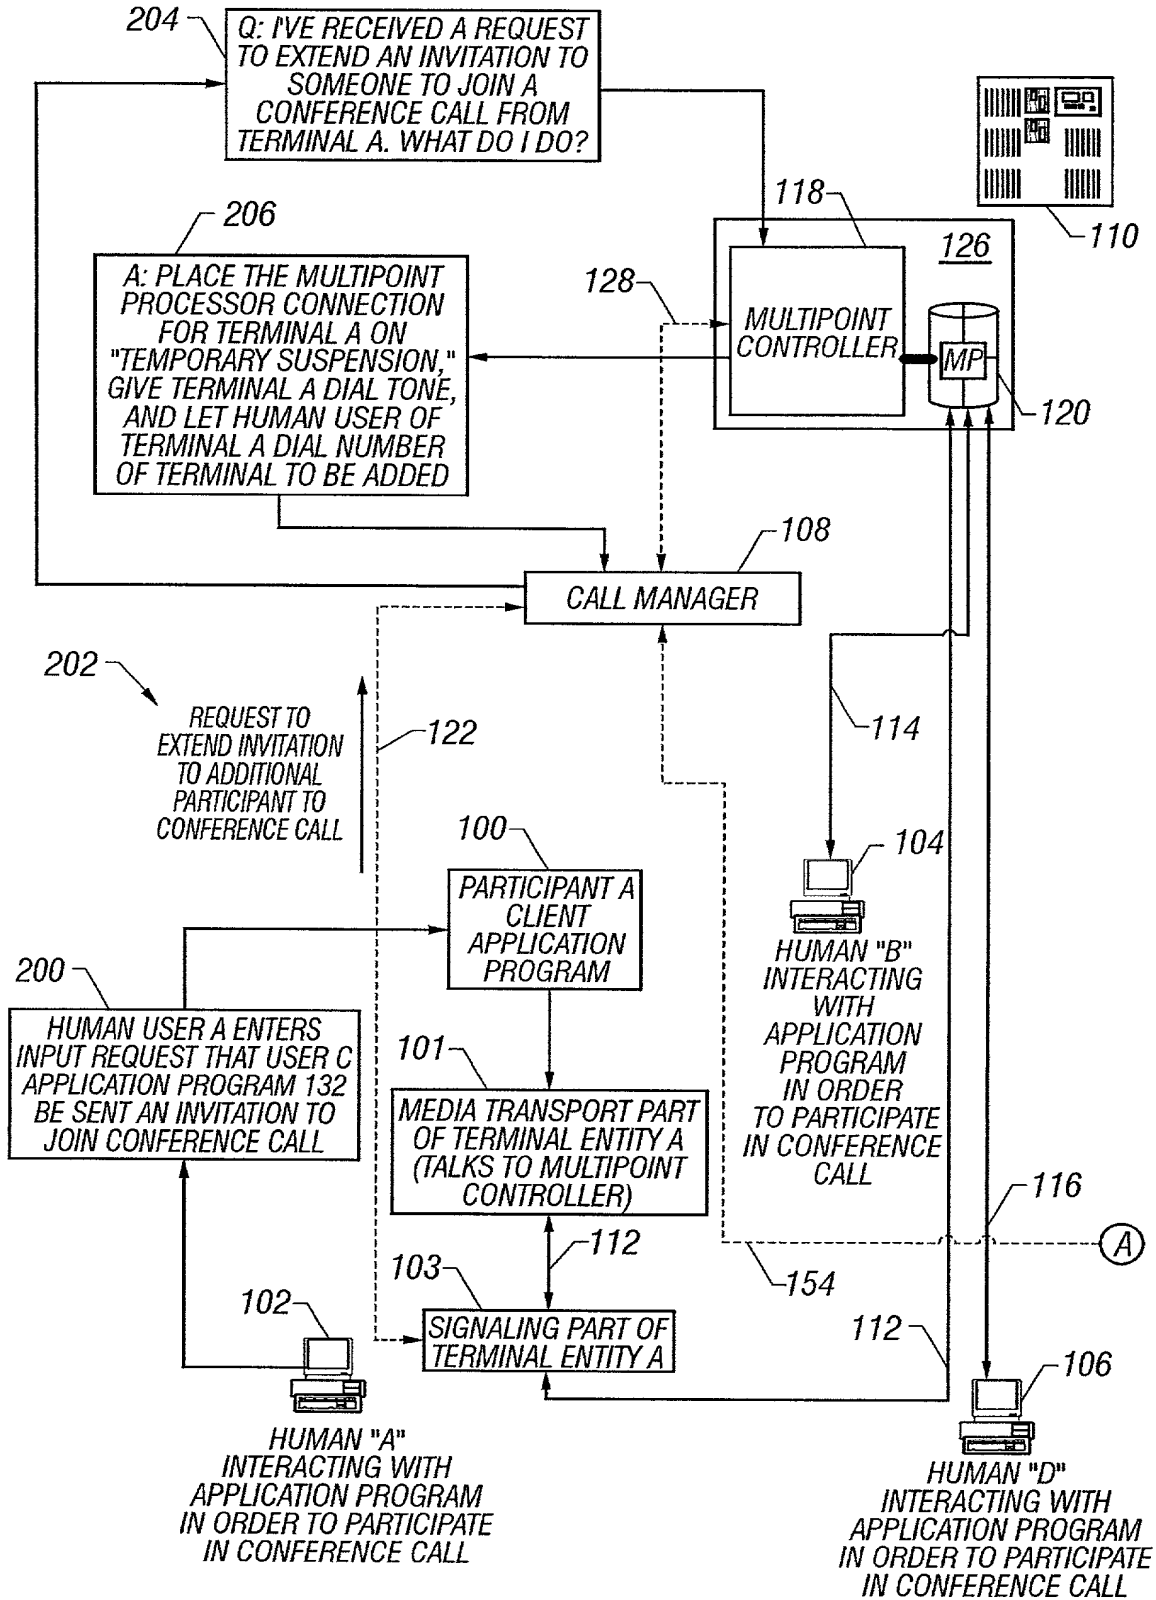 204
Q: I'VE RECEIVED A REQUEST
TO EXTEND AN INVITATION TO
SOMEONE TO JOIN A
CONFERENCE CALL FROM
TERMINAL A. WHAT DO I DO?
110
206
A: PLACE THE MULTIPOINT
PROCESSOR CONNECTION
FOR TERMINAL A ON
"TEMPORARY SUSPENSION,"
GIVE TERMINAL A DIAL TONE,
AND LET HUMAN USER OF
TERMINAL A DIAL NUMBER
OF TERMINAL TO BE ADDED
118
126
128
MULTIPOINT
CONTROLLER
MP
120
108
CALL MANAGER
202
REQUEST TO
EXTEND INVITATION
TO ADDITIONAL
PARTICIPANT TO
CONFERENCE CALL
122
114
100
PARTICIPANT A
CLIENT
APPLICATION
PROGRAM
104
HUMAN "B"
INTERACTING
WITH
APPLICATION
PROGRAM
IN ORDER
TO PARTICIPATE
IN CONFERENCE
CALL
200
HUMAN USER A ENTERS
INPUT REQUEST THAT USER C
APPLICATION PROGRAM 132
BE SENT AN INVITATION TO
JOIN CONFERENCE CALL
101
MEDIA TRANSPORT PART
OF TERMINAL ENTITY A
(TALKS TO MULTIPOINT
CONTROLLER)
116
A
112
154
103
SIGNALING PART OF
TERMINAL ENTITY A
112
102
HUMAN "A"
INTERACTING WITH
APPLICATION PROGRAM
IN ORDER TO PARTICIPATE
IN CONFERENCE CALL
106
HUMAN "D"
INTERACTING WITH
APPLICATION PROGRAM
IN ORDER TO PARTICIPATE
IN CONFERENCE CALL